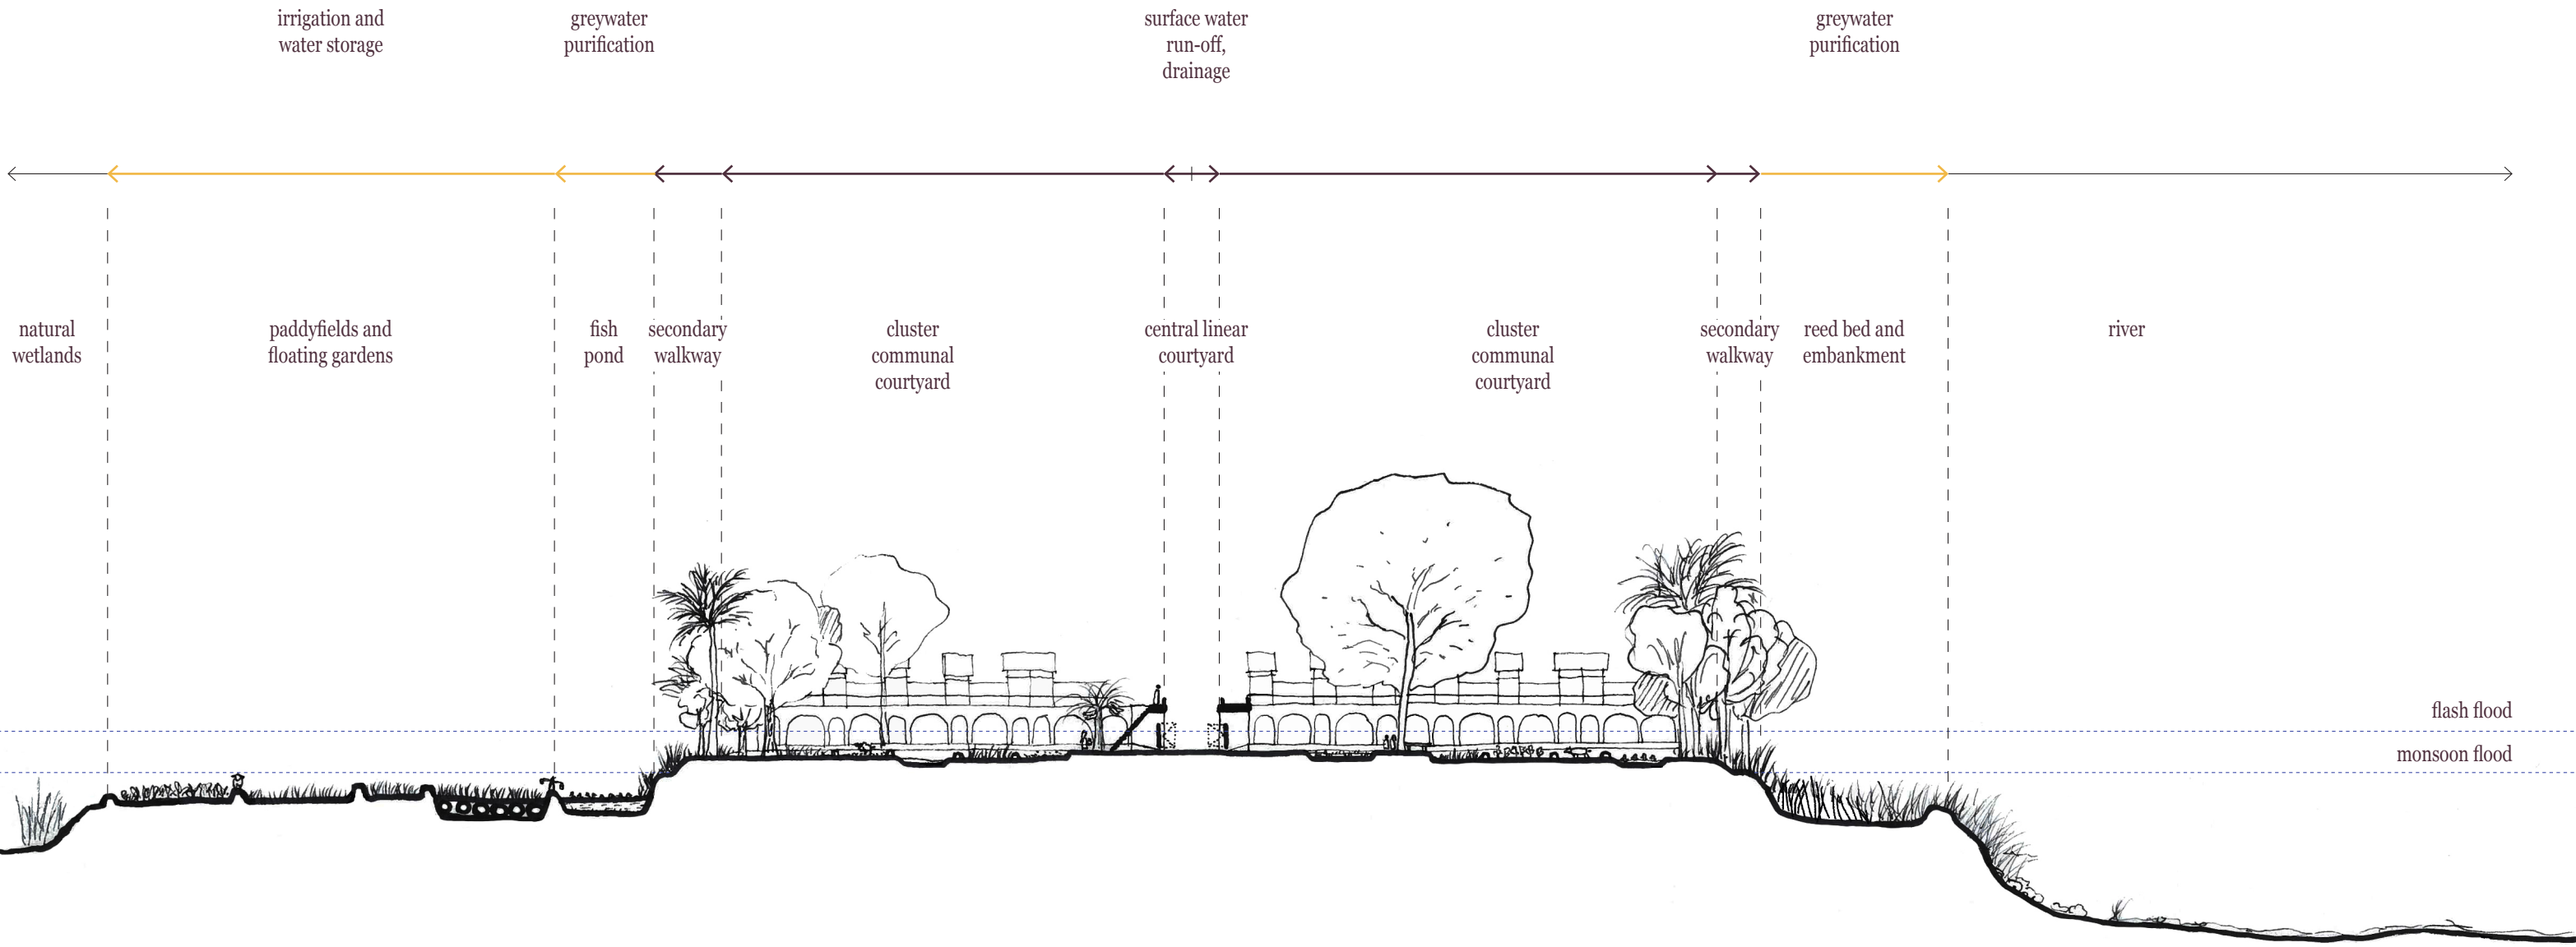 irrigation and
water storage
greywater
purification
surface water
run-off,
drainage
greywater
purification
natural
wetlands
paddyfields and
floating gardens
fish
pond
secondary
walkway
cluster
communal
courtyard
central linear
courtyard
cluster
communal
courtyard
secondary
walkway
reed bed and
embankment
river
flash flood
monsoon flood